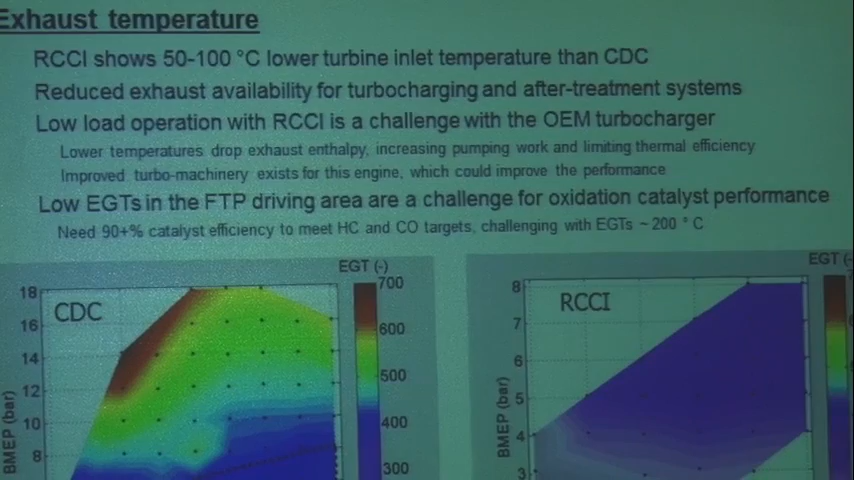 Exhaust temperature
RCCI shows 50-100 °C lower turbine inlet temperature than CDC
Reduced exhaust availability for turbocharging and after-treatment systems
Low load operation with RCCI is a challenge with the OEM turbocharger
Lower temperatures drop exhaust enthalpy, increasing pumping work and limiting thermal efficiency
Improved turbo-machinery exists for this engine, which could improve the performance
Low EGTs in the FTP driving area are a challenge for oxidation catalyst performance
Need 90+% catalyst efficiency to meet HC and CO targets, challenging with EGTs ~ 200 ° C
EGT (-)
CDC
18
16
14
12
10
8
BMEP (bar)
700
600
500
400
300
EGT (-
RCCI
8
7
6
5
4
3
BMEP (bar)